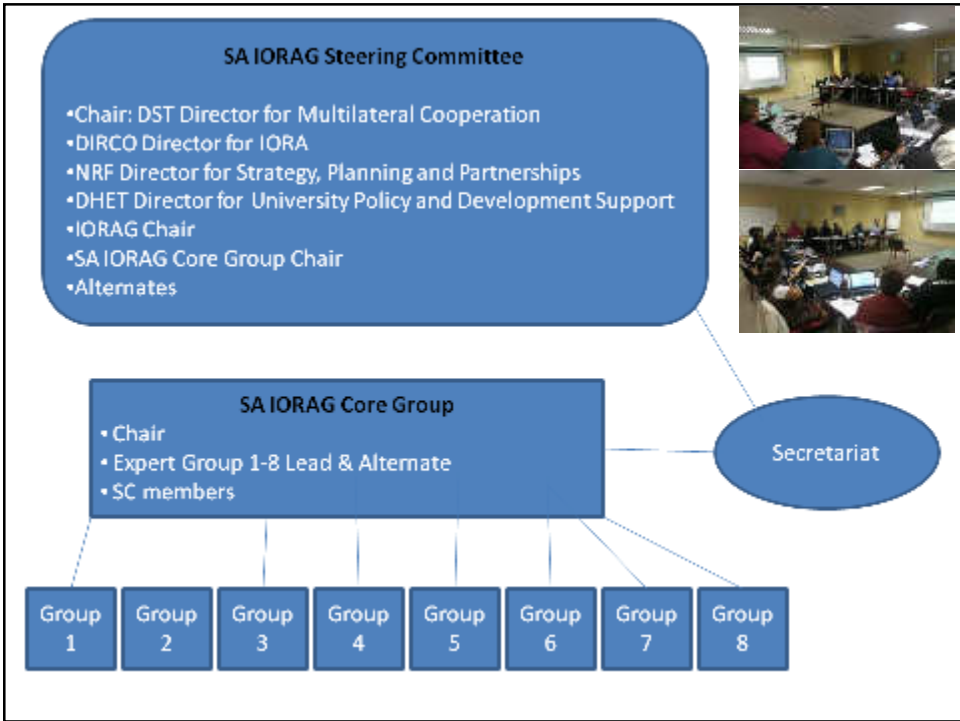 SA IORAG Steering Committee
•Chair: DST Director for Multilateral Cooperation
•DIRCO Director for IORA
•NRF Director for Strategy, Planning and Partnerships
•DHET Director for University Policy and Development Support
•IORAG Chair
•SA IORAG Core Group Chair
•Alternates
SA IORAG Core Group
• Chair
• Expert Group 1-8 Lead & Alternate
• SC members
Secretariat
Group
1
Group
2
Group
3
Group
4
Group
5
Group
6
Group
7
Group
8